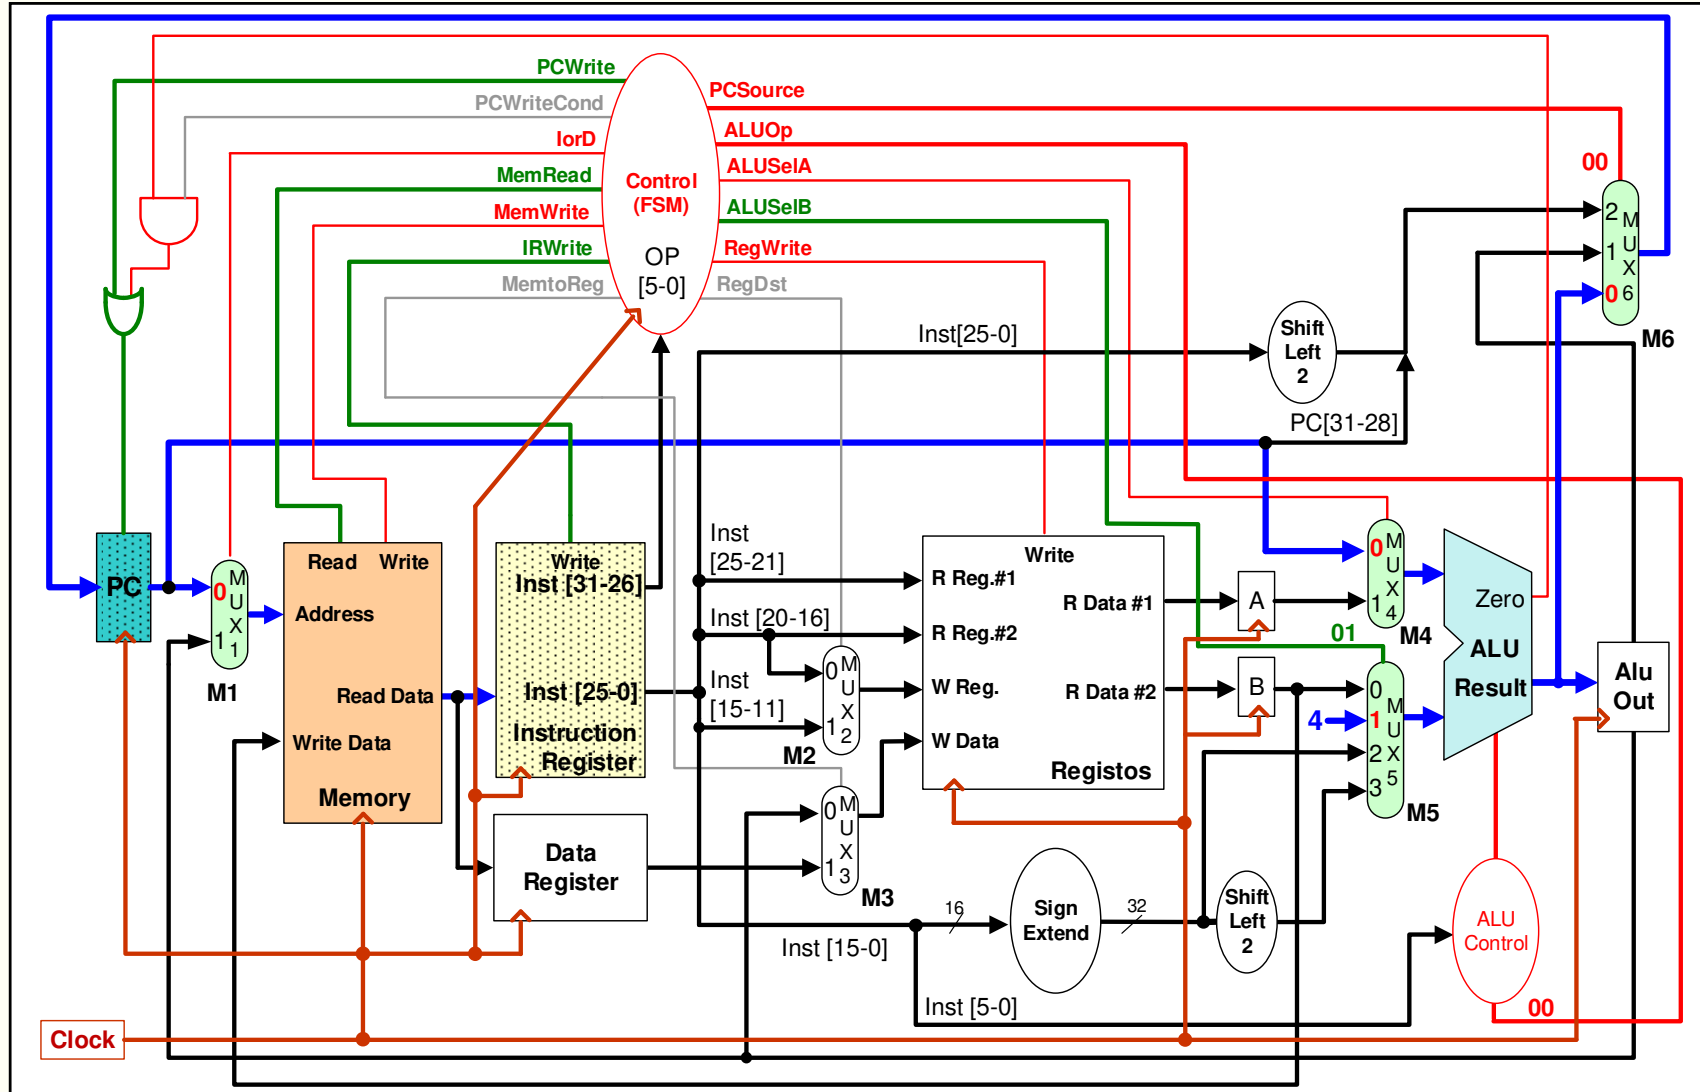 PCWrite
PCWriteCond
IorD
MemRead
MemWrite
IRWrite
MemtoReg
Control
(FSM)
OP
[5-0]
PCSource
ALUOp
ALUSelA
ALUSelB
RegWrite
RegDst
00
2
1
0
M
U
X
6
M6
Inst[25-0]
Shift
Left
2
PC[31-28]
PC
0
1
M
U
X
1
M1
Read Write
Address
Read Data
Write Data
Memory
Write
Inst [31-26]
Inst [25-0]
Instruction
Register
Data
Register
Inst
[25-21]
Inst [20-16]
Inst
[15-11]
0
1
M
U
X
2
M2
0
1
M
U
X
3
M3
Write
R Reg.#1
R Reg.#2
W Reg.
W Data
R Data #1
R Data #2
Registos
A
B
0
1
M
U
X
4
M4
01
4
0
1
2
3
M
U
X
5
M5
Zero
ALU
Result
Alu
Out
Inst [15-0]
16
Sign
Extend
32
Shift
Left
2
ALU
Control
Inst [5-0]
00
Clock